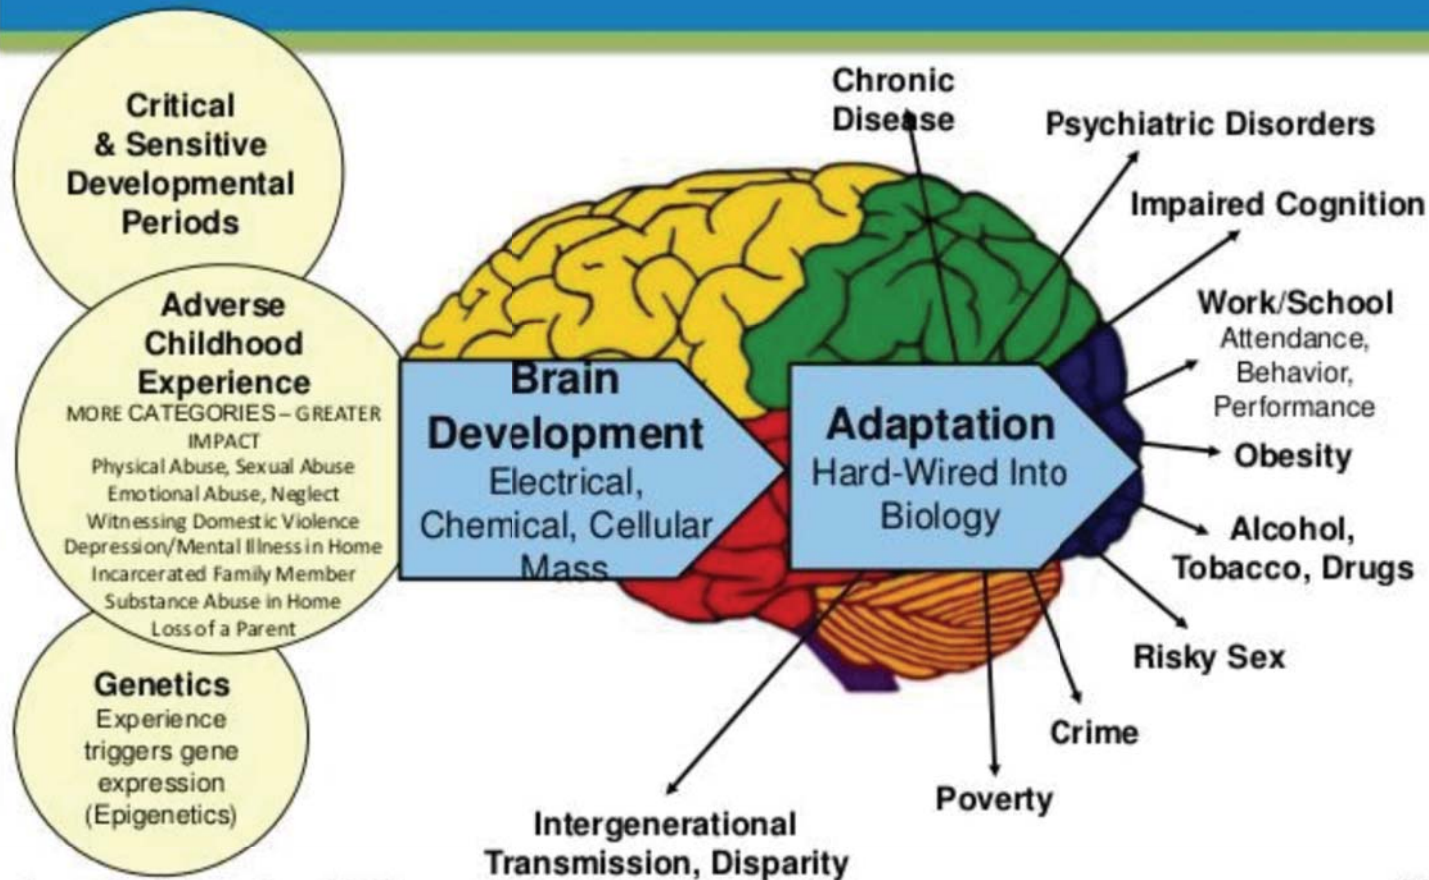 Critical
& Sensitive
Developmental
Periods
Adverse
Childhood
Experience
MORE CATEGORIES – GREATER
IMPACT
Physical Abuse, Sexual Abuse
Emotional Abuse, Neglect
Witnessing Domestic Violence
Depression/Mental Illness in Home
Incarcerated Family Member
Substance Abuse in Home
Loss of a Parent
Genetics
Experience
triggers gene
expression
(Epigenetics)
Brain
Development
Electrical,
Chemical, Cellular
Mass
Adaptation
Hard-Wired Into
Biology
Chronic
Disease
Psychiatric Disorders
Impaired Cognition
Work/School
Attendance,
Behavior,
Performance
Obesity
Alcohol,
Tobacco, Drugs
Risky Sex
Crime
Poverty
Intergenerational
Transmission, Disparity